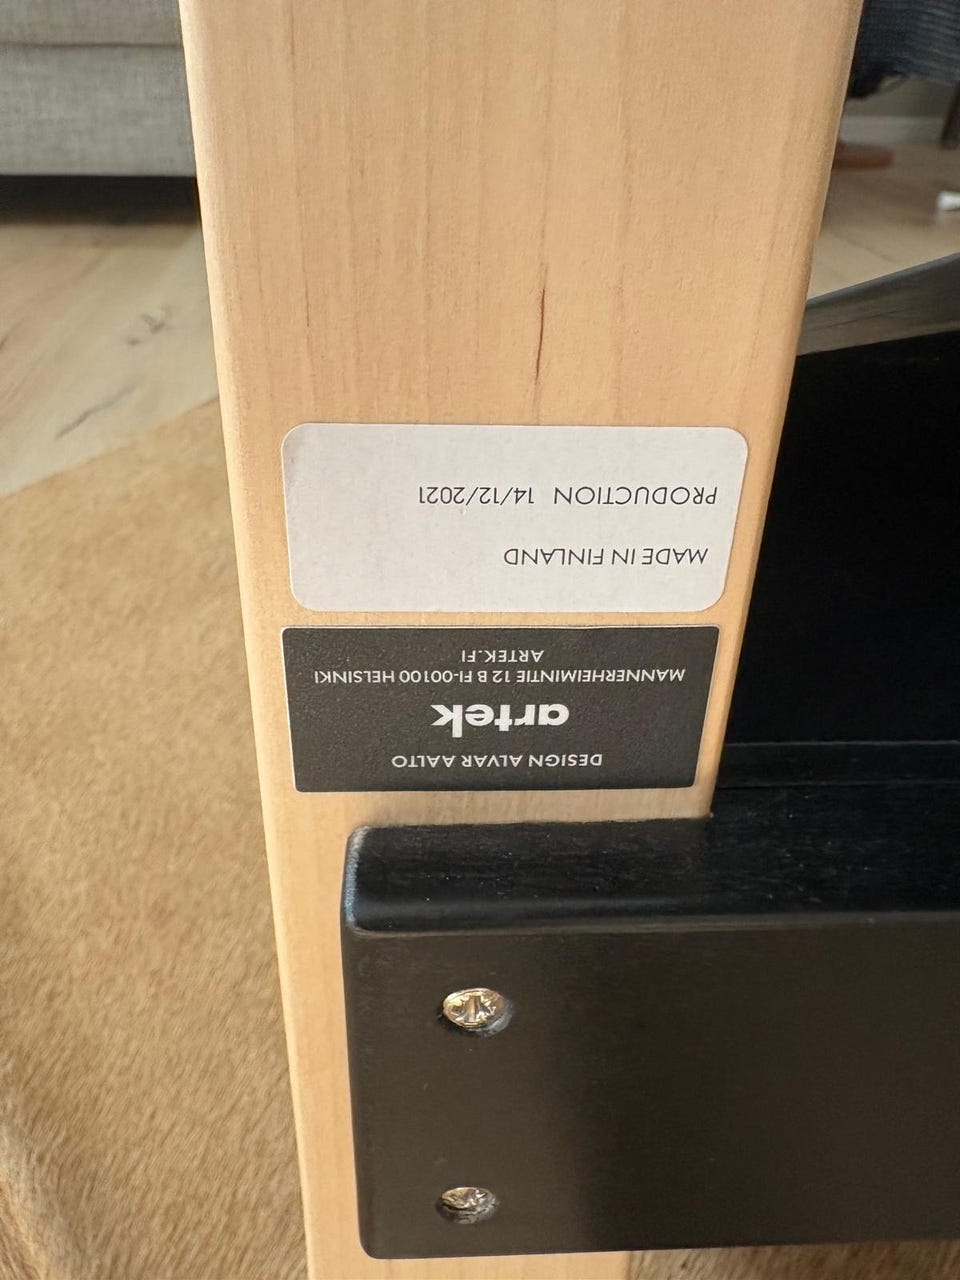 DESIGN ALVAR AALTO
artek
MANNERHEIMINTIE 12 B FI-00100 HELSINKI
ARTEK.FI
MADE IN FINLAND
PRODUCTION 14/12/2021